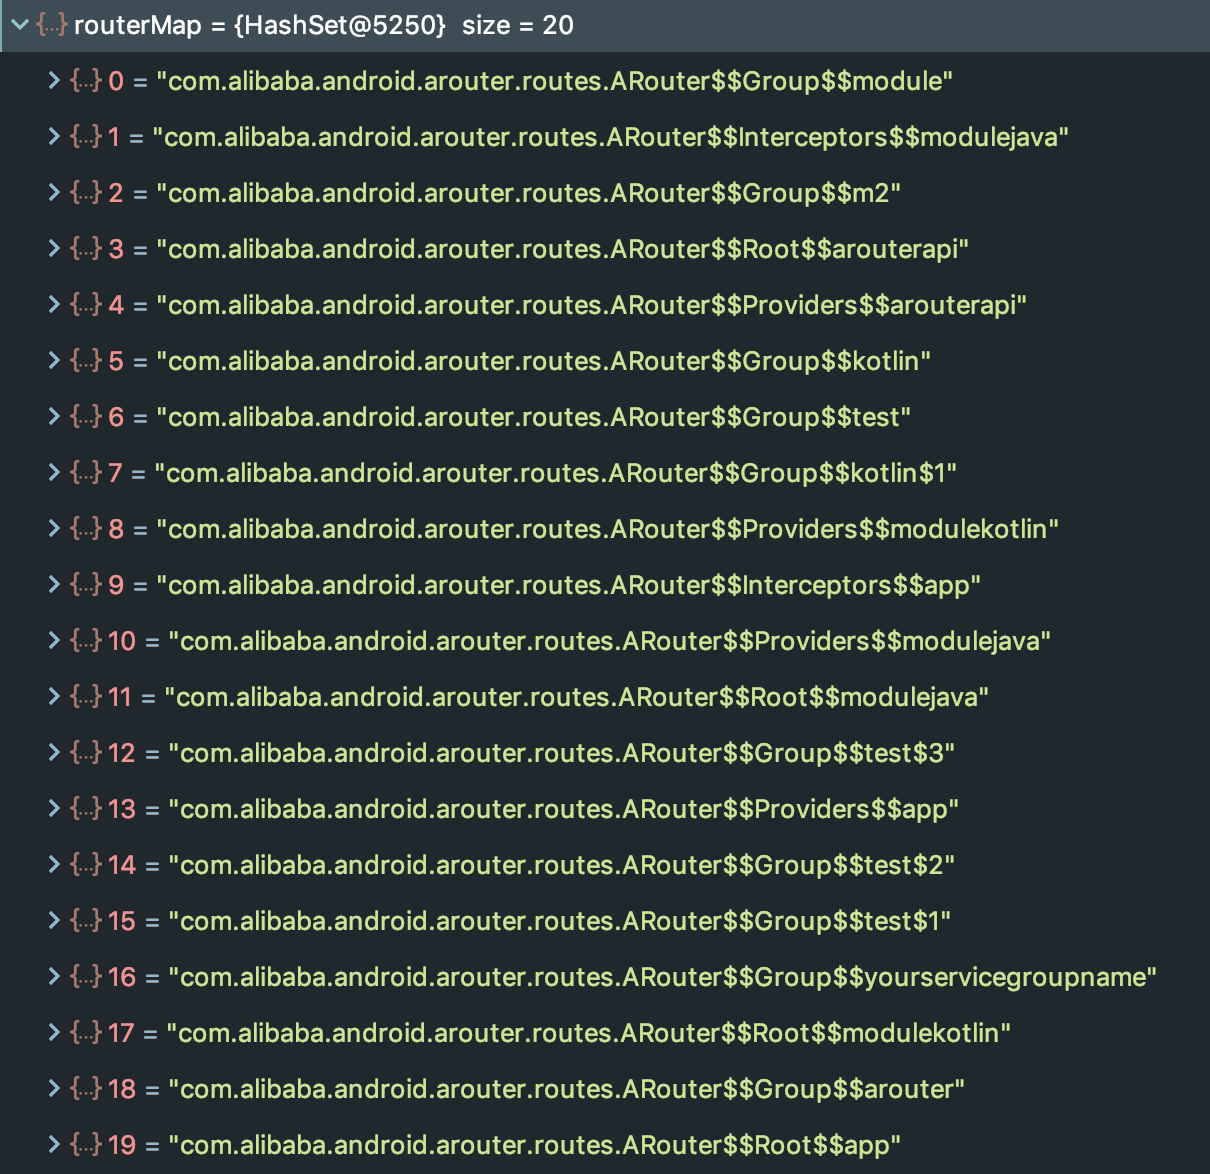 routerMap = {HashSet@5250} size = 20
{...} 0 = "com.alibaba.android.arouter.routes.ARouter$$Group$$module"
{...} 1 = "com.alibaba.android.arouter.routes.ARouter$$Interceptors$$modulejava"
{...} 2 = "com.alibaba.android.arouter.routes.ARouter$$Group$$m2"
{...} 3 = "com.alibaba.android.arouter.routes.ARouter$$Root$$arouterapi"
{...} 4 = "com.alibaba.android.arouter.routes.ARouter$$Providers$$arouterapi"
{...} 5 = "com.alibaba.android.arouter.routes.ARouter$$Group$$kotlin"
{...} 6 = "com.alibaba.android.arouter.routes.ARouter$$Group$$test"
{...} 7 = "com.alibaba.android.arouter.routes.ARouter$$Group$$kotlin$1"
{...} 8 = "com.alibaba.android.arouter.routes.ARouter$$Providers$$modulekotlin"
{...} 9 = "com.alibaba.android.arouter.routes.ARouter$$Interceptors$$app"
{...} 10 = "com.alibaba.android.arouter.routes.ARouter$$Providers$$modulejava"
{...} 11 = "com.alibaba.android.arouter.routes.ARouter$$Root$$modulejava"
{...} 12 = "com.alibaba.android.arouter.routes.ARouter$$Group$$test$3"
{...} 13 = "com.alibaba.android.arouter.routes.ARouter$$Providers$$app"
{...} 14 = "com.alibaba.android.arouter.routes.ARouter$$Group$$test$2"
{...} 15 = "com.alibaba.android.arouter.routes.ARouter$$Group$$test$1"
{...} 16 = "com.alibaba.android.arouter.routes.ARouter$$Group$$yourservicegroupname"
{...} 17 = "com.alibaba.android.arouter.routes.ARouter$$Root$$modulekotlin"
{...} 18 = "com.alibaba.android.arouter.routes.ARouter$$Group$$arouter"
{...} 19 = "com.alibaba.android.arouter.routes.ARouter$$Root$$app"